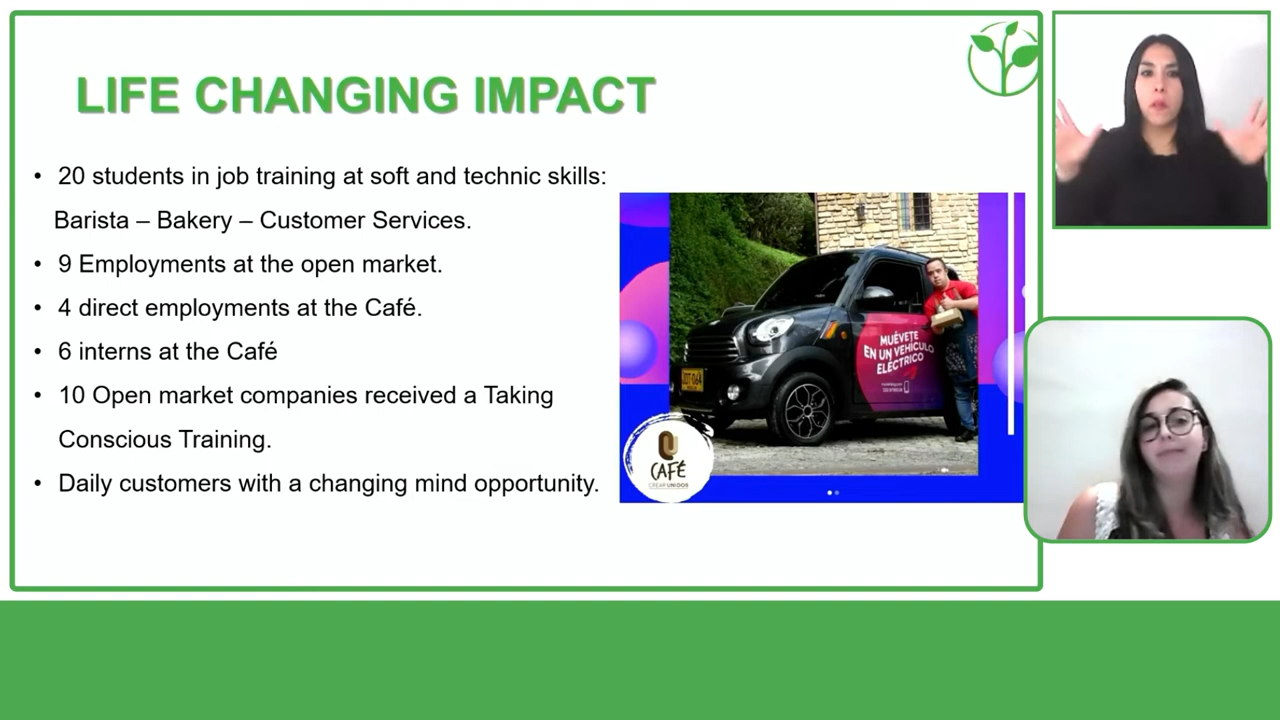 LIFE CHANGING IMPACT
• 20 students in job training at soft and technic skills:
Barista – Bakery – Customer Services.
• 9 Employments at the open market.
• 4 direct employments at the Café.
• 6 interns at the Café
• 10 Open market companies received a Taking
Conscious Training.
• Daily customers with a changing mind opportunity.
MUÉVETE
EN UN VEHÍCULO
ELÉCTRICO
CAFÉ
CREAR UNIDOS